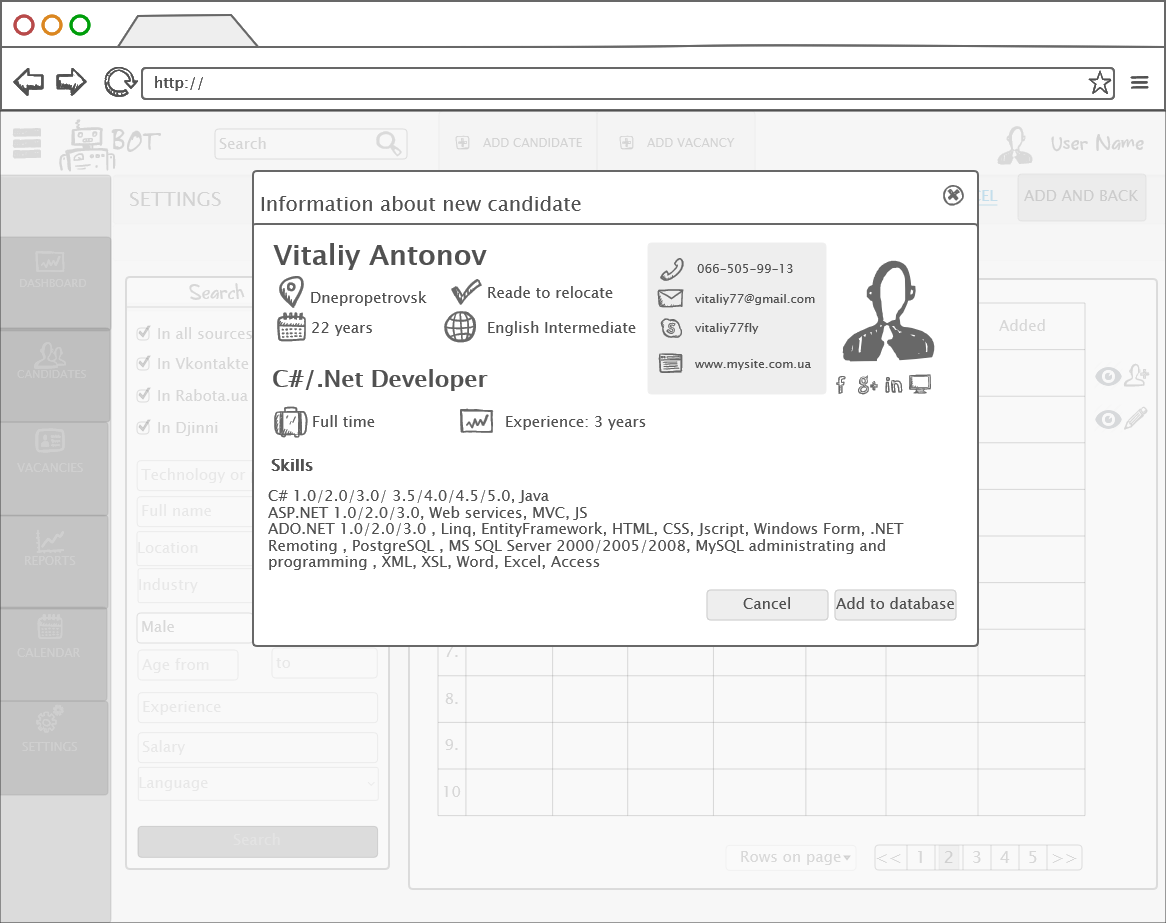 http://
BOT
Search
ADD CANDIDATE
ADD VACANCY
User Name
SETTINGS
CEL
ADD AND BACK
Information about new candidate
Vitaliy Antonov
Dnepropetrovsk
Reade to relocate
22 years
English Intermediate
066-505-99-13
vitaliy77@gmail.com
vitaliy77fly
www.mysite.com.ua
C#/.Net Developer
Full time
Experience: 3 years
Skills
C# 1.0/2.0/3.0/ 3.5/4.0/4.5/5.0, Java
ASP.NET 1.0/2.0/3.0, Web services, MVC, JS
ADO.NET 1.0/2.0/3.0 , Linq, EntityFramework, HTML, CSS, Jscript, Windows Form, .NET
Remoting , PostgreSQL , MS SQL Server 2000/2005/2008, MySQL administrating and
programming , XML, XSL, Word, Excel, Access
Cancel
Add to database
DASHBOARD
CANDIDATES
VACANCIES
REPORTS
CALENDAR
SETTINGS
Search
In all sources
In Vkontakte
In Rabota.ua
In Djinni
Technology or
Full name
Location
Industry
Male
Age from
to
Experience
Salary
Language
Search
Added
7.
8.
9.
10
Rows on page
<< 1 2 3 4 5 >>